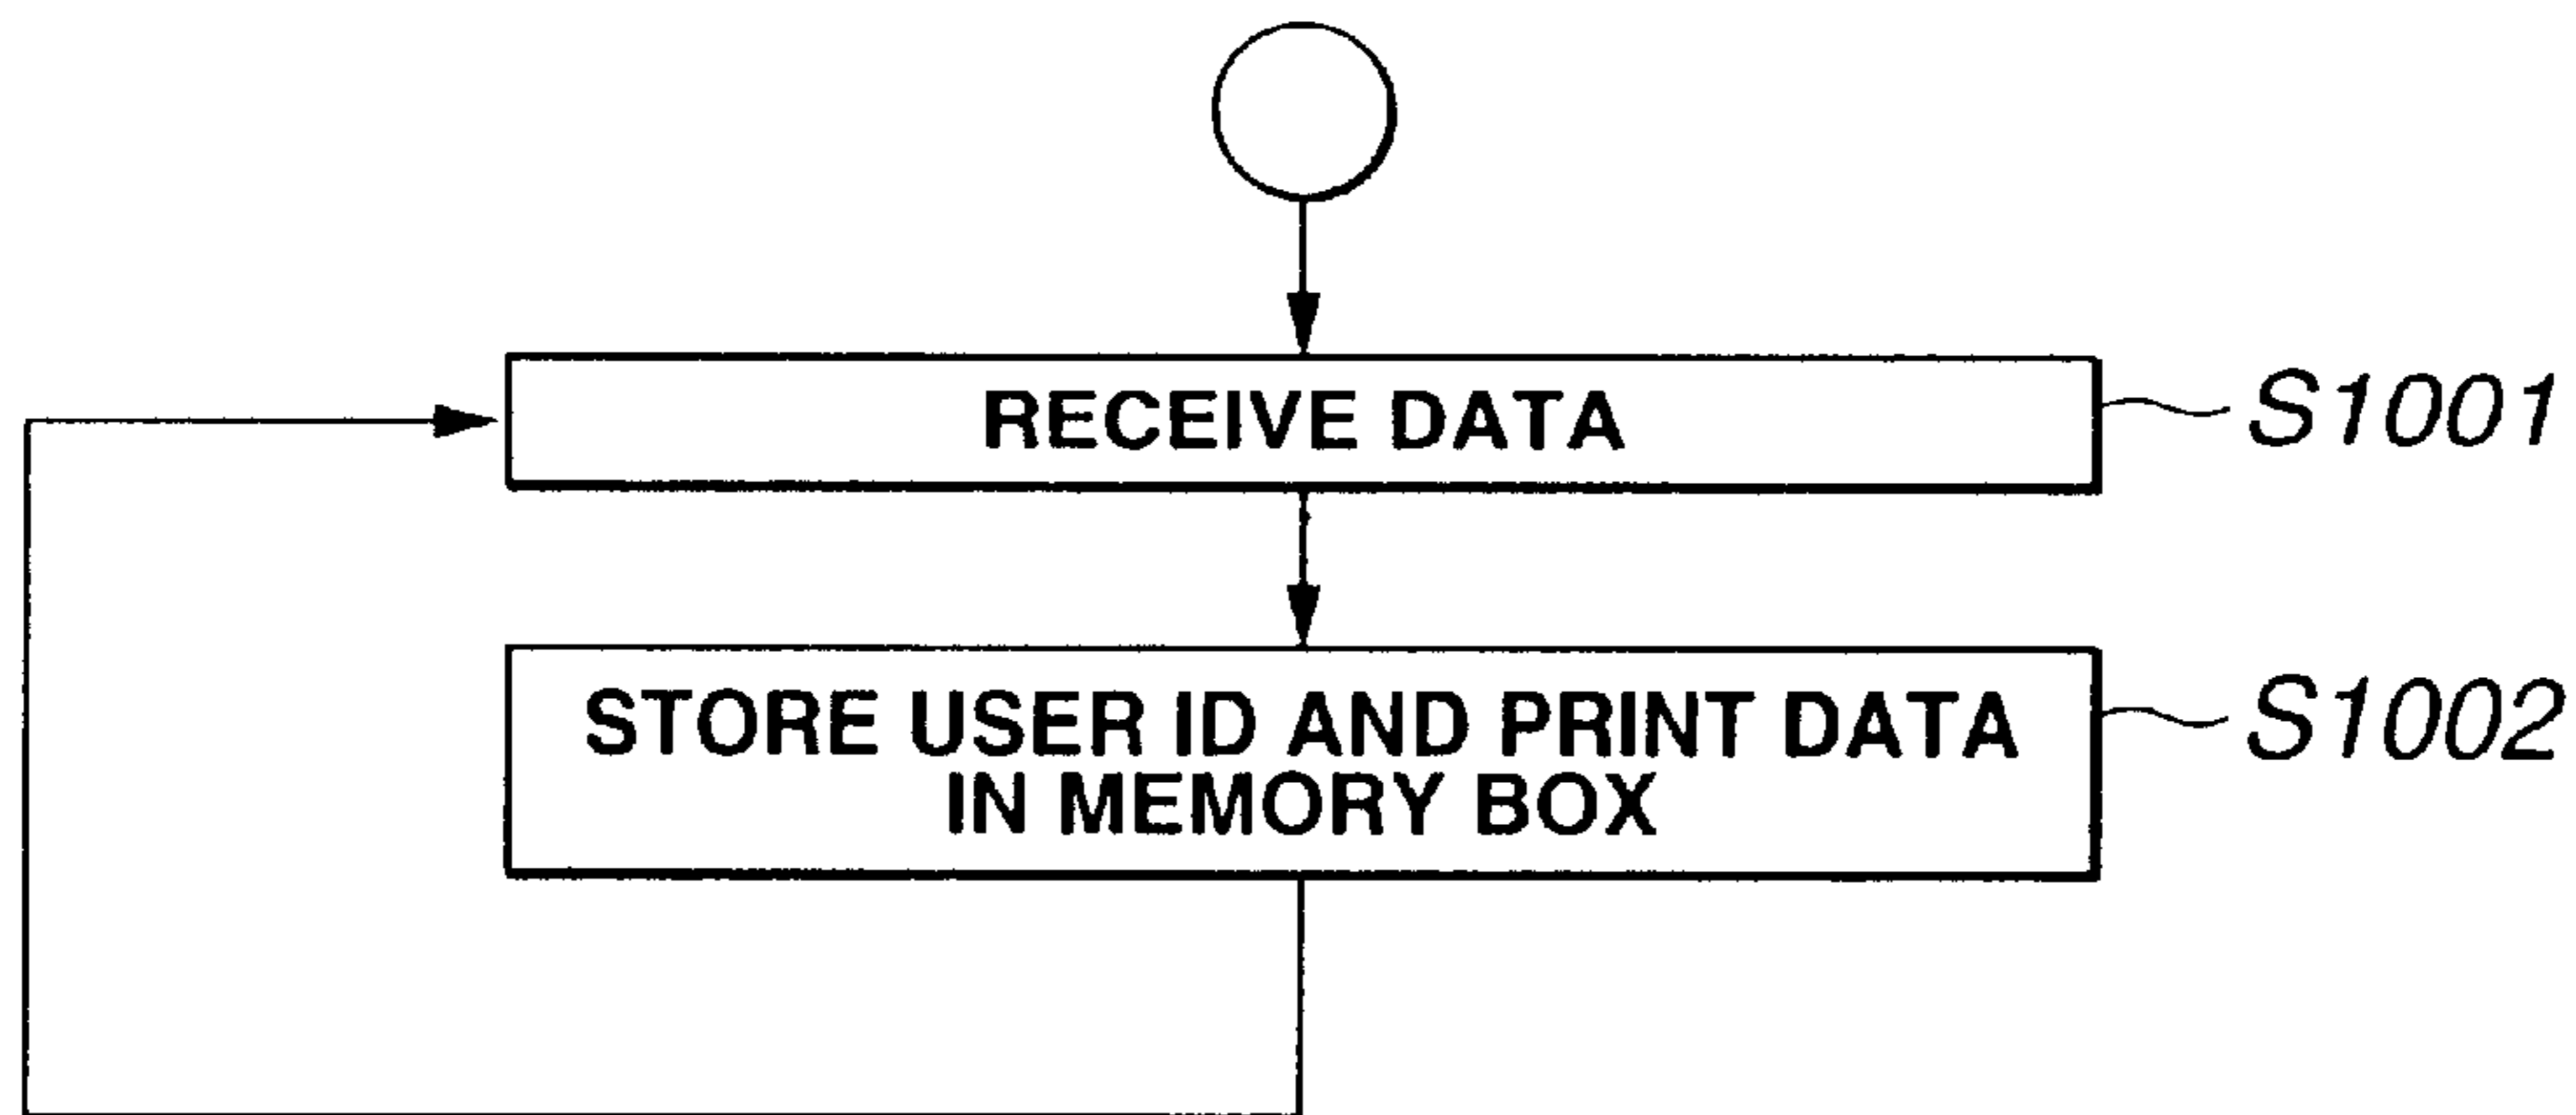 RECEIVE DATA
S1001
STORE USER ID AND PRINT DATA
IN MEMORY BOX
S1002